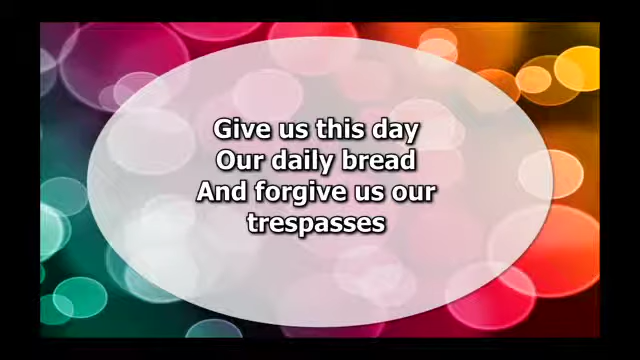 Give us this day
Our daily bread
And forgive us our
trespasses